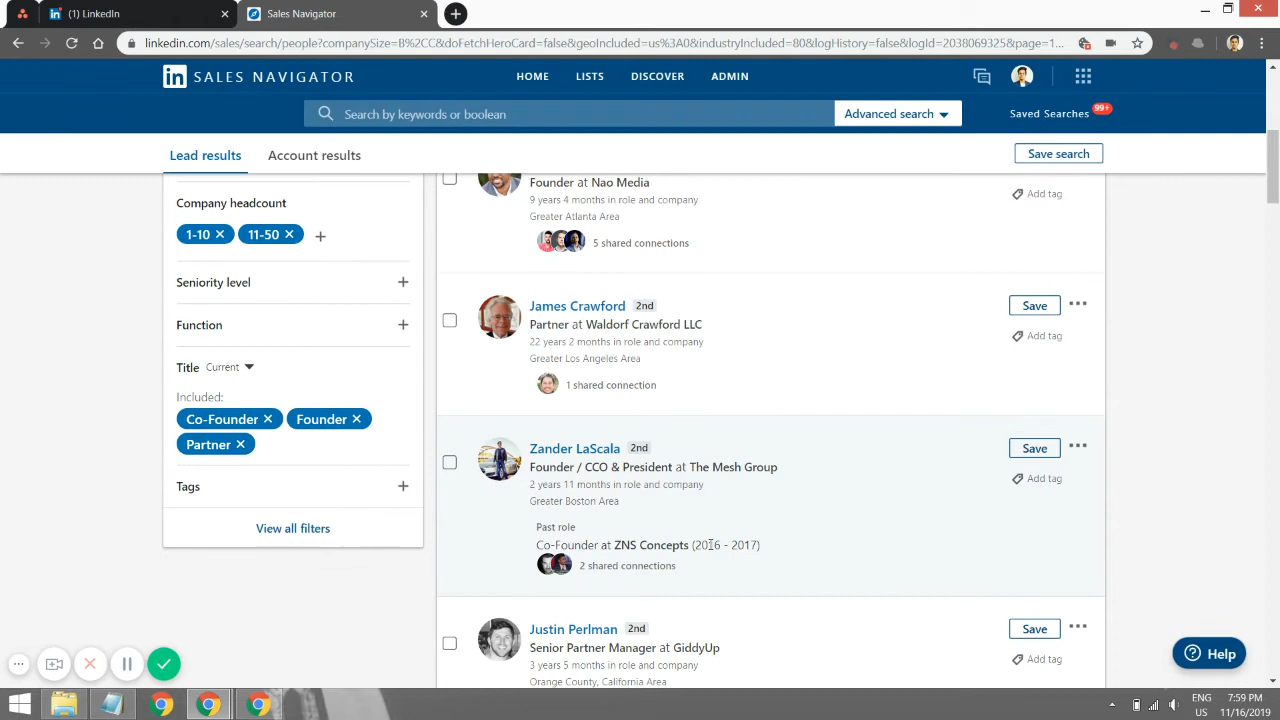 (1) LinkedIn
Sales Navigator
linkedin.com/sales/search/people?companySize=B%2CC&doFetchHeroCard=false&geoIncluded=us%3A0&industryIncluded=80&logHistory=false&logId=2038069325&page=1...
in SALES NAVIGATOR
HOME
LISTS
DISCOVER
ADMIN
Search by keywords or boolean
Advanced search
Saved Searches
99+
Lead results
Account results
Save search
Company headcount
1-10 ×
11-50 ×
+
Seniority level +
Function +
Title Current
Included:
Co-Founder ×
Founder ×
Partner ×
Tags +
View all filters
Founder at Nao Media
9 years 4 months in role and company
Greater Atlanta Area
5 shared connections
Add tag
James Crawford 2nd
Partner at Waldorf Crawford LLC
22 years 2 months in role and company
Greater Los Angeles Area
1 shared connection
Save
Add tag
Zander LaScala 2nd
Founder / CCO & President at The Mesh Group
2 years 11 months in role and company
Greater Boston Area
Past role
Co-Founder at ZNS Concepts (2016 - 2017)
2 shared connections
Save
Add tag
Justin Perlman 2nd
Senior Partner Manager at GiddyUp
3 years 5 months in role and company
Orange County, California Area
Save
Add tag
Help
ENG
US
7:59 PM
11/16/2019